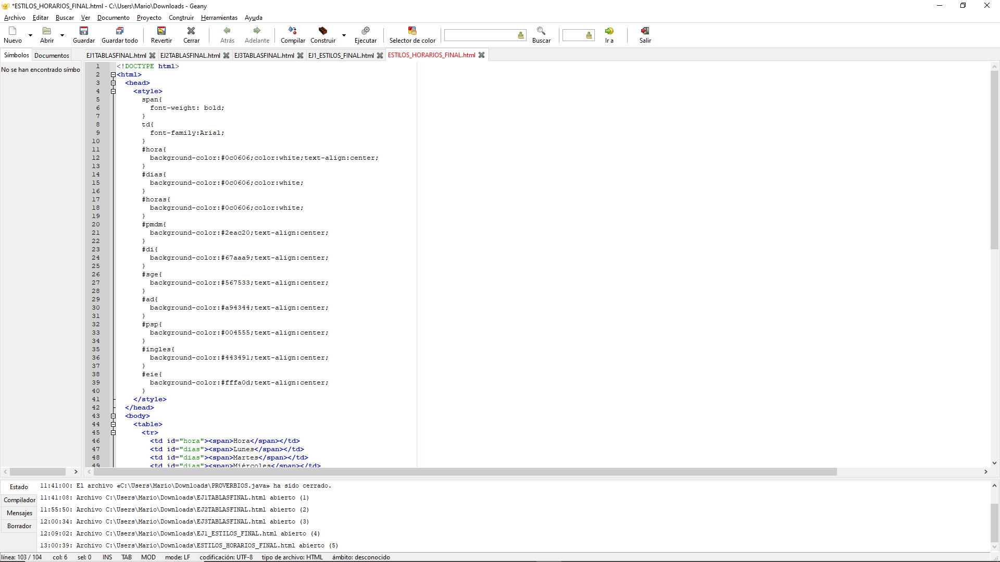 *ESTILOS_HORARIOS_FINAL.html - C:\Users\Mario\Downloads - Geany
Archivo Editar Buscar Ver Documento Proyecto Construir Herramientas Ayuda
Nuevo Abrir Guardar Guardar todo Revertir Cerrar Atrás Adelante Compilar Construir Ejecutar Selector de color Buscar Ir a Salir
Símbolos Documentos EJ1TABLASFINAL.html EJ2TABLASFINAL.html EJ3TABLASFINAL.html EJ1_ESTILOS_FINAL.html ESTILOS_HORARIOS_FINAL.html
No se han encontrado símbo
1 <!DOCTYPE html>
2 <html>
3 <head>
4 <style>
5 span{
6 font-weight: bold;
7 }
8 td{
9 font-family:Arial;
10 }
11 #hora{
12 background-color:#0c0606;color:white;text-align:center;
13 }
14 #dias{
15 background-color:#0c0606;color:white;
16 }
17 #horas{
18 background-color:#0c0606;color:white;
19 }
20 #pmdm{
21 background-color:#2eac20;text-align:center;
22 }
23 #di{
24 background-color:#67aaa9;text-align:center;
25 }
26 #sge{
27 background-color:#567533;text-align:center;
28 }
29 #ad{
30 background-color:#a94344;text-align:center;
31 }
32 #psp{
33 background-color:#004555;text-align:center;
34 }
35 #ingles{
36 background-color:#443491;text-align:center;
37 }
38 #eie{
39 background-color:#fffa0d;text-align:center;
40 }
41 </style>
42 </head>
43 <body>
44 <table>
45 <tr>
46 <td id="hora"><span>Hora</span></td>
47 <td id="dias"><span>Lunes</span></td>
48 <td id="dias"><span>Martes</span></td>
49 <td id="dias"><span>Miércoles</span></td>
Estado
Compilador
Mensajes
Borrador
11:41:00: El archivo «C:\Users\Mario\Downloads\PROVERBIOS.java» ha sido cerrado.
11:41:08: Archivo C:\Users\Mario\Downloads\EJ1TABLASFINAL.html abierto (1)
11:55:50: Archivo C:\Users\Mario\Downloads\EJ2TABLASFINAL.html abierto (2)
12:00:34: Archivo C:\Users\Mario\Downloads\EJ3TABLASFINAL.html abierto (3)
12:09:02: Archivo C:\Users\Mario\Downloads\EJ1_ESTILOS_FINAL.html abierto (4)
13:00:39: Archivo C:\Users\Mario\Downloads\ESTILOS_HORARIOS_FINAL.html abierto (5)
línea: 103 / 104 col: 6 sel: 0 INS TAB MOD mode: LF codificación: UTF-8 tipo de archivo: HTML ámbito: desconocido